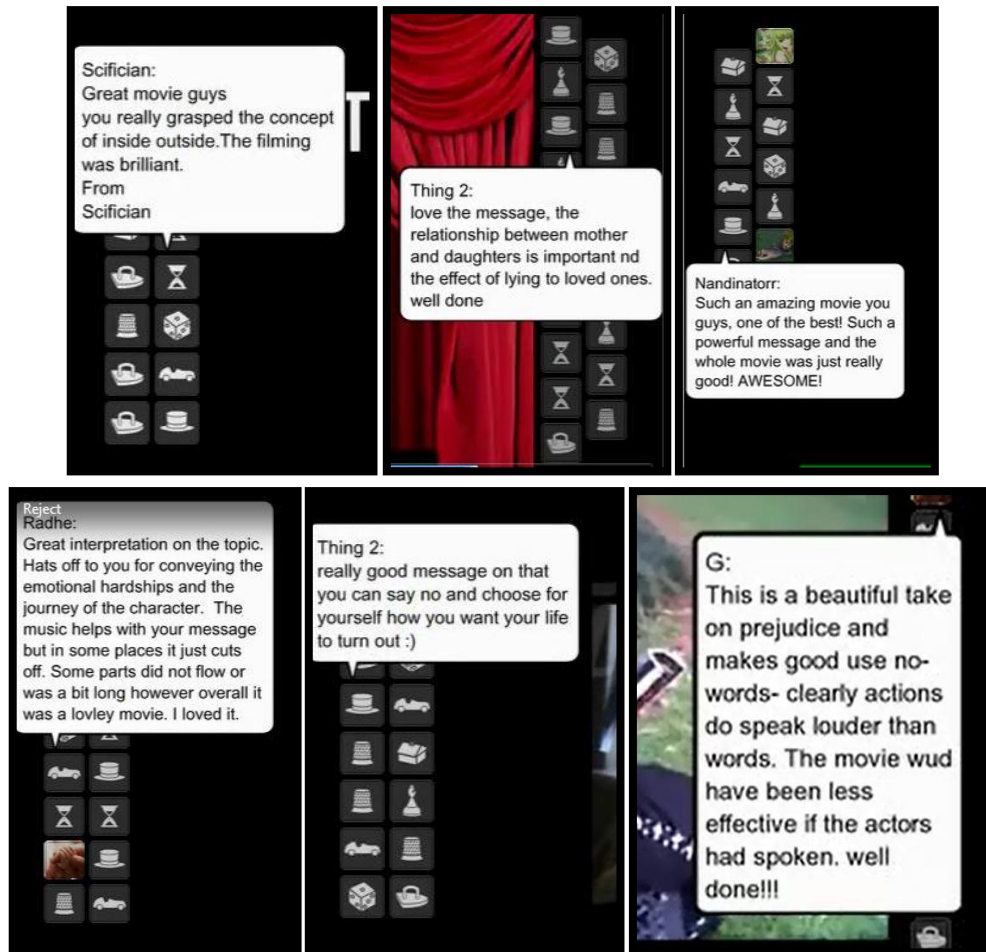 Scifician:
Great movie guys
you really grasped the concept
of inside outside.The filming
was brilliant.
From
Scifician
T
Thing 2:
love the message, the
relationship between mother
and daughters is important nd
the effect of lying to loved ones.
well done
Nandinatorr:
Such an amazing movie you
guys, one of the best! Such a
powerful message and the
whole movie was just really
good! AWESOME!
Reject
Radhe:
Great interpretation on the topic.
Hats off to you for conveying the
emotional hardships and the
journey of the character.  The
music helps with your message
but in some places it just cuts
off. Some parts did not flow or
was a bit long however overall it
was a lovley movie. I loved it.
Thing 2:
really good message on that
you can say no and choose for
yourself how you want your life
to turn out :)
G:
This is a beautiful take
on prejudice and
makes good use no-
words- clearly actions
do speak louder than
words. The movie wud
have been less
effective if the actors
had spoken. well
done!!!